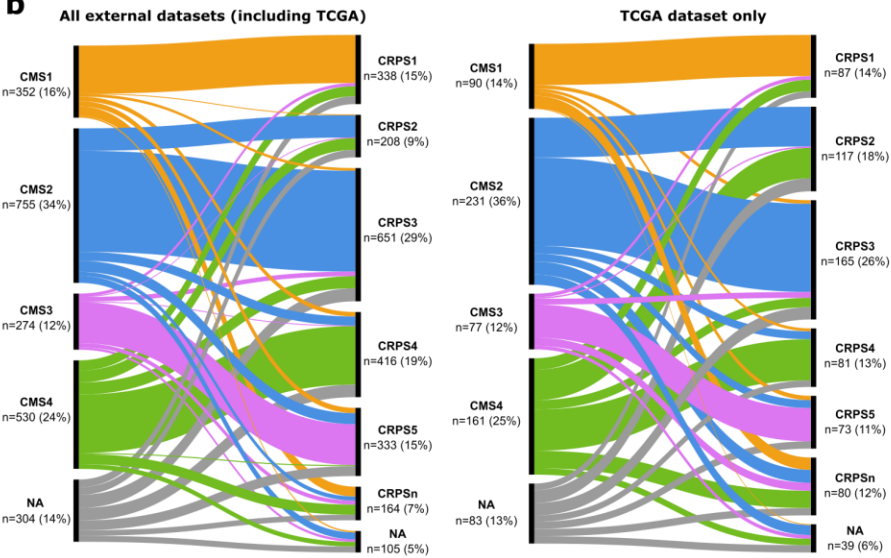 b
All external datasets (including TCGA)
CMS1
n=352 (16%)
CMS2
n=755 (34%)
CMS3
n=274 (12%)
CMS4
n=530 (24%)
NA
n=304 (14%)
CRPS1
n=338 (15%)
CRPS2
n=208 (9%)
CRPS3
n=651 (29%)
CRPS4
n=416 (19%)
CRPS5
n=333 (15%)
CRPSn
n=164 (7%)
NA
n=105 (5%)
TCGA dataset only
CMS1
n=90 (14%)
CMS2
n=231 (36%)
CMS3
n=77 (12%)
CMS4
n=161 (25%)
NA
n=83 (13%)
CRPS1
n=87 (14%)
CRPS2
n=117 (18%)
CRPS3
n=165 (26%)
CRPS4
n=81 (13%)
CRPS5
n=73 (11%)
CRPSn
n=80 (12%)
NA
n=39 (6%)